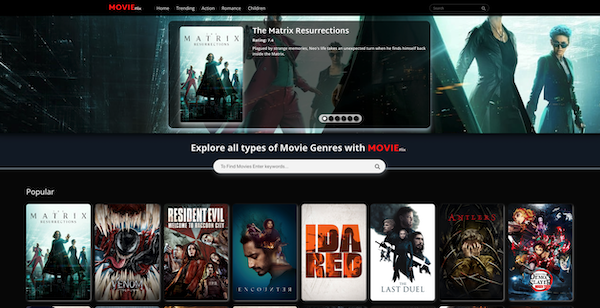 MOVIEflix
Home Trending Action Romance Children
Search
The Matrix Resurrections
Rating: 7.4
Plagued by strange memories, Neo's life takes an unexpected turn when he finds himself back
inside the Matrix.
THE
MATRIX
RESURRECTIONS
Explore all types of Movie Genres with MOVIEflix
To Find Movies Enter keywords...
Popular
THE
MATRIX
RESURRECTIONS
VENOM
RESIDENT EVIL
WELCOME TO RACCOON CITY
ENCOUNTER
IDA
RED
THE
LAST DUEL
ANTLERS
DEMON
SLAYER